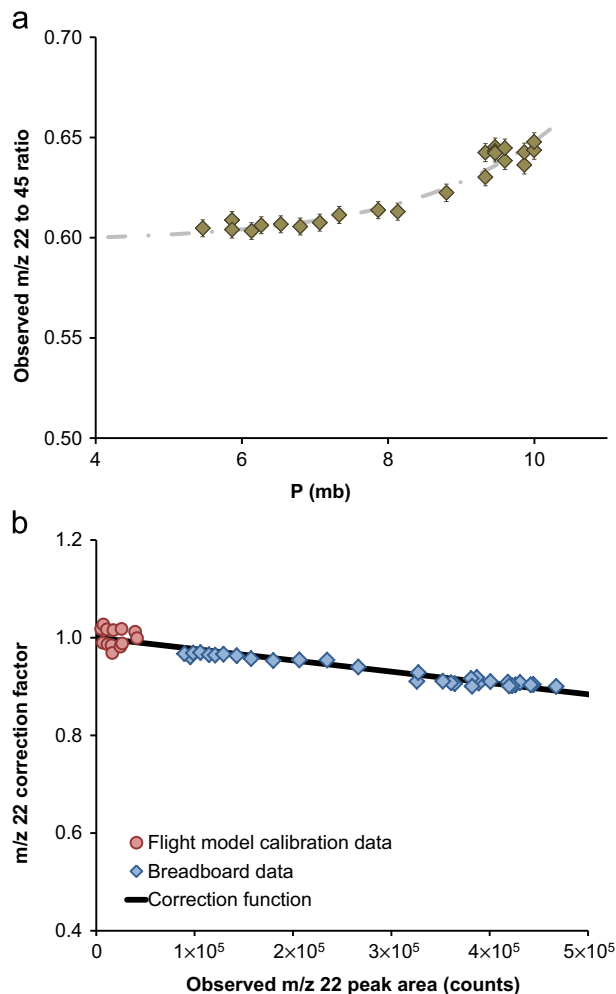 a
0.70
0.65
0.60
0.55
0.50
Observed m/z 22 to 45 ratio
4 6 8 10
P (mb)
b
1.2
1.0
0.8
0.6
0.4
m/z 22 correction factor
Flight model calibration data
Breadboard data
Correction function
0 1×10⁵ 2×10⁵ 3×10⁵ 4×10⁵ 5×10⁵
Observed m/z 22 peak area (counts)